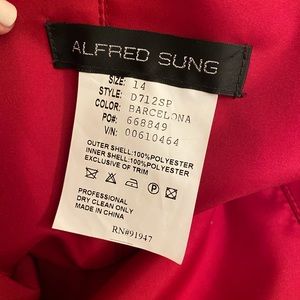 ALFRED SUNG
SIZE: 14
STYLE: D712SP
COLOR: BARCELONA
PO#: 668849
V/N: 00610464
OUTER SHELL:100%POLYESTER
INNER SHELL:100%POLYESTER
EXCLUSIVE OF TRIM
PROFESSIONAL
DRY CLEAN ONLY
MADE IN CHINA
RN#91947